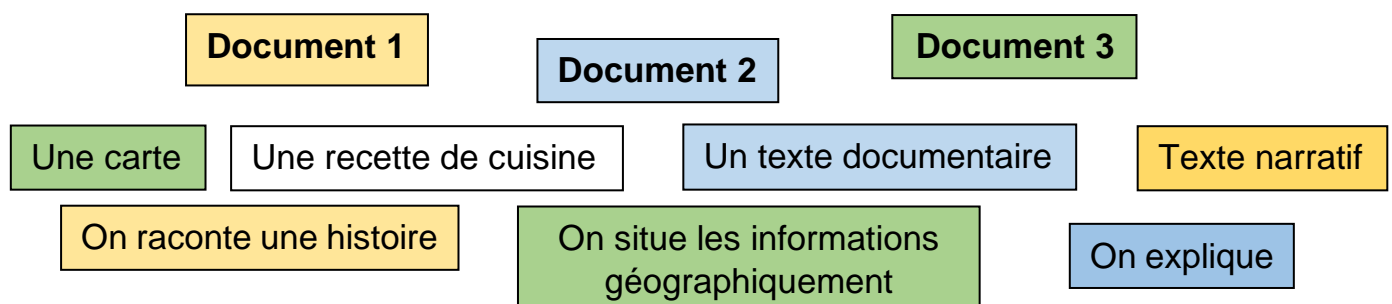 Document 1
Document 2
Document 3
Une carte
Une recette de cuisine
Un texte documentaire
Texte narratif
On raconte une histoire
On situe les informations
géographiquement
On explique